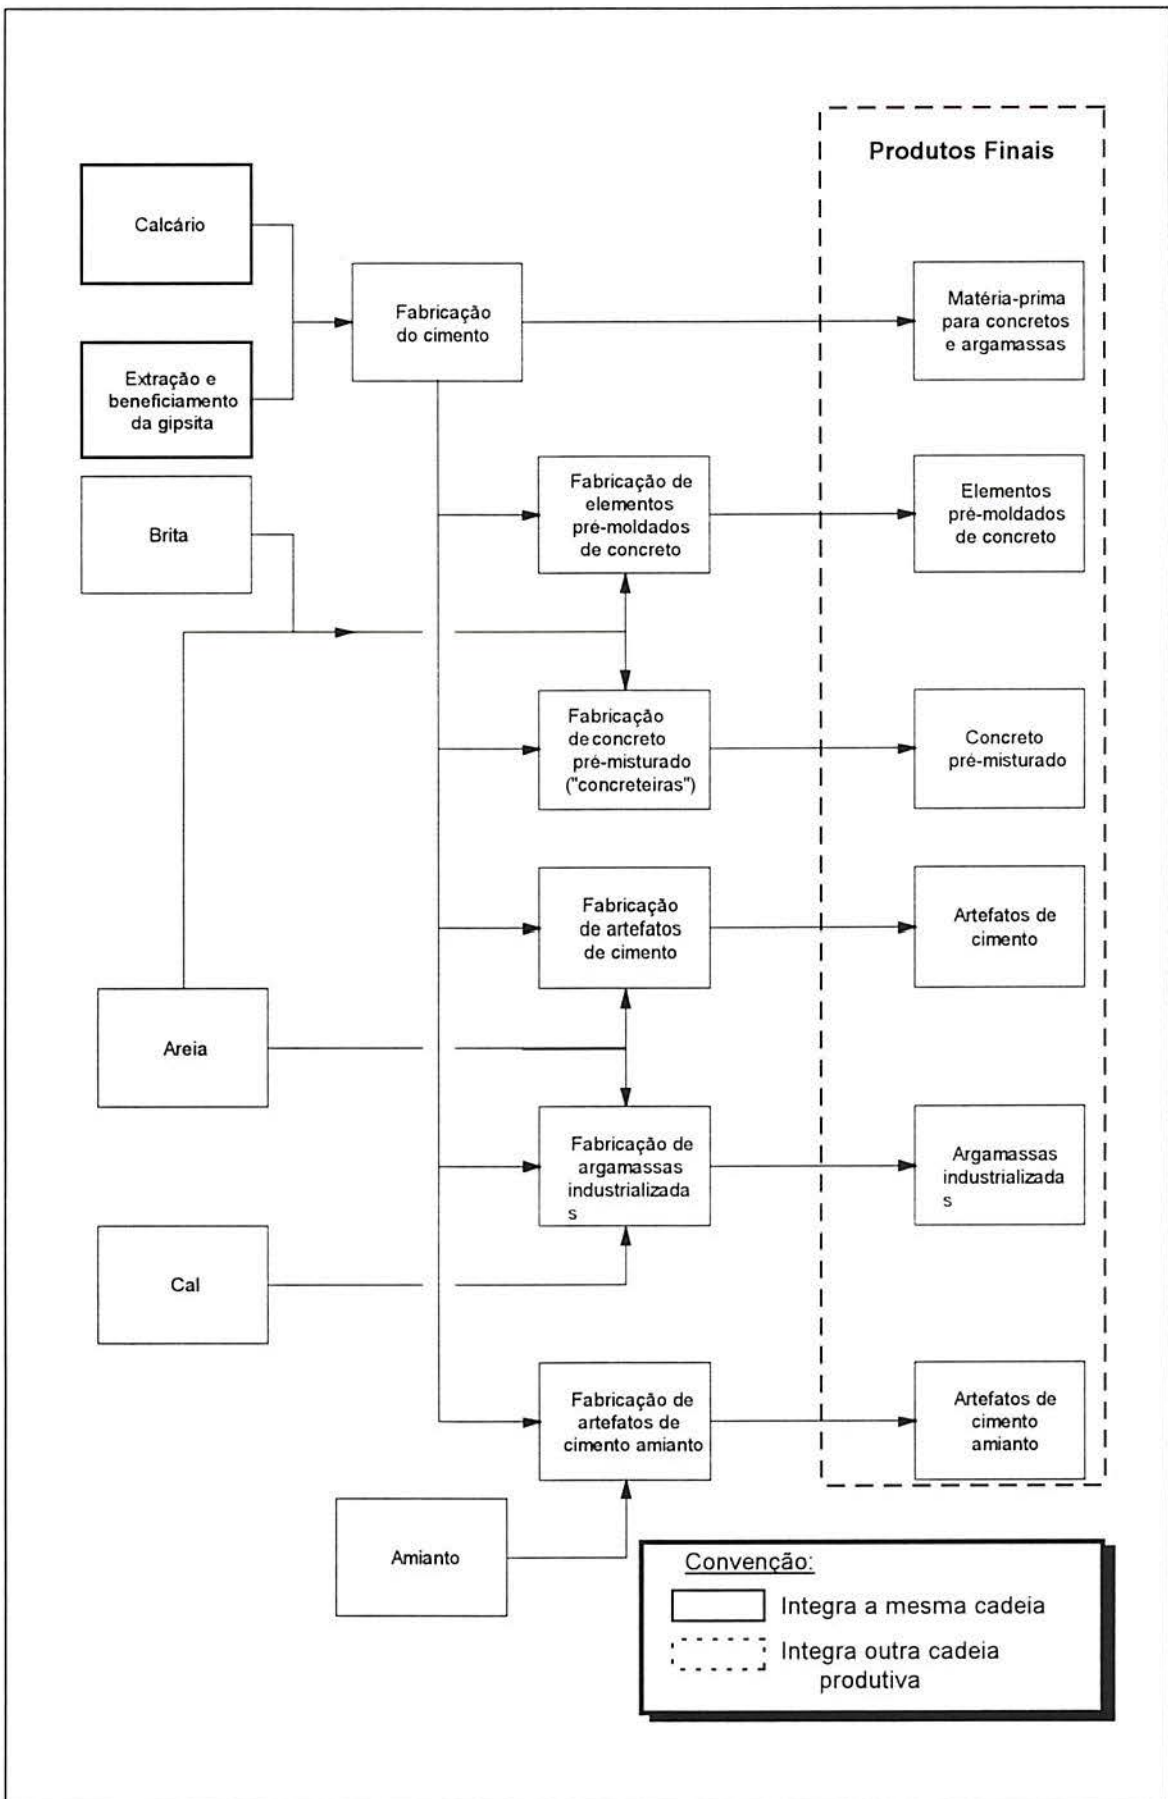 Produtos Finais
Calcário
Fabricação
do cimento
Matéria-prima
para concretos
e argamassas
Extração e
beneficiamento
da gipsita
Brita
Fabricação de
elementos
pré-moldados
de concreto
Elementos
pré-moldados
de concreto
Fabricação
de concreto
pré-misturado
("concreteiras")
Concreto
pré-misturado
Fabricação
de artefatos
de cimento
Artefatos de
cimento
Areia
Fabricação de
argamassas
industrializada
s
Argamassas
industrializada
s
Cal
Fabricação de
artefatos de
cimento amianto
Artefatos de
cimento
amianto
Amianto
Convenção:
Integra a mesma cadeia
Integra outra cadeia
produtiva